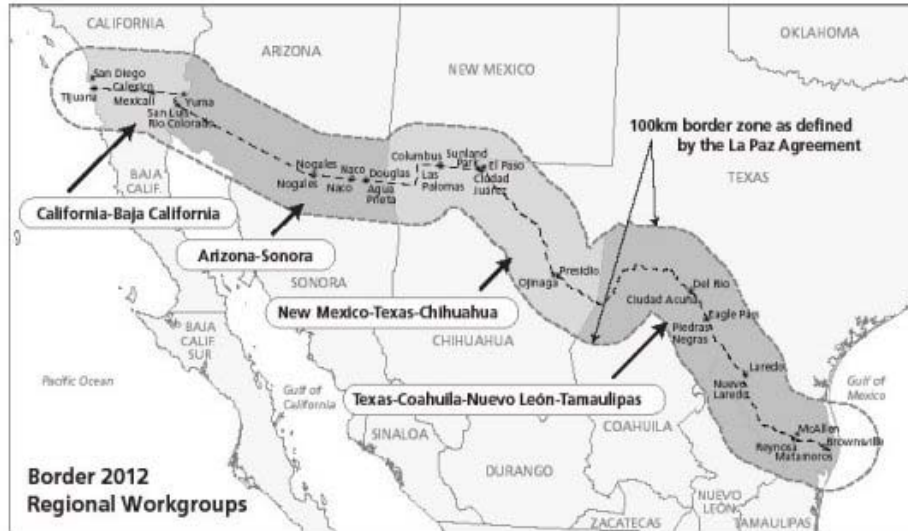 CALIFORNIA
ARIZONA
NEW MEXICO
OKLAHOMA
San Diego
Calexico
Tijuana
Mexicali
Yuma
San Luis
Rio Colorado
100km border zone as defined
by the La Paz Agreement
TEXAS
Columbus
Sunland
Park
El Paso
Ciudad
Juarez
Nogales
Naco
Douglas
Nogales
Naco
Agua
Prieta
Las
Palomas
BAJA
CALIF.
California-Baja California
Arizona-Sonora
SONORA
Presidio
Ojinaga
New Mexico-Texas-Chihuahua
CHIHUAHUA
Del Rio
Ciudad Acuña
Eagle Pass
Piedras
Negras
BAJA
CALIF
SUR
Pacific Ocean
Gulf of
California
Laredo
Nuevo
Laredo
Gulf of
Mexico
Texas-Coahuila-Nuevo León-Tamaulipas
SINALOA
COAHUILA
DURANGO
McAllen
Reynosa
Brownsville
Matamoros
Border 2012
Regional Workgroups
ZACATECAS
NUEVO
LEÓN
TAMAULIPAS